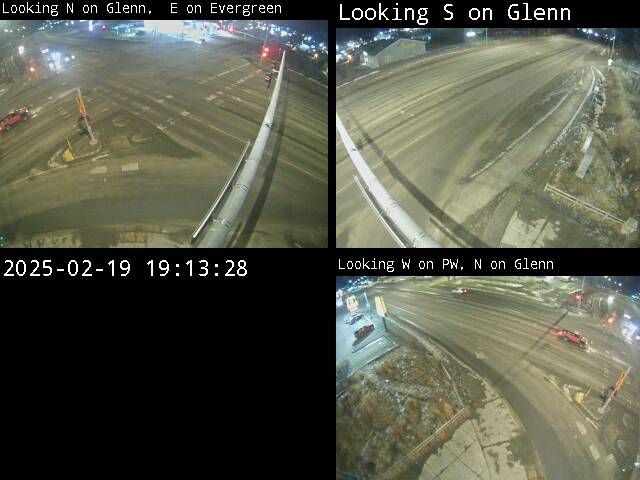 Looking N on Glenn,  E on Evergreen
Looking S on Glenn
2025-02-19 19:13:28
Looking W on PW, N on Glenn